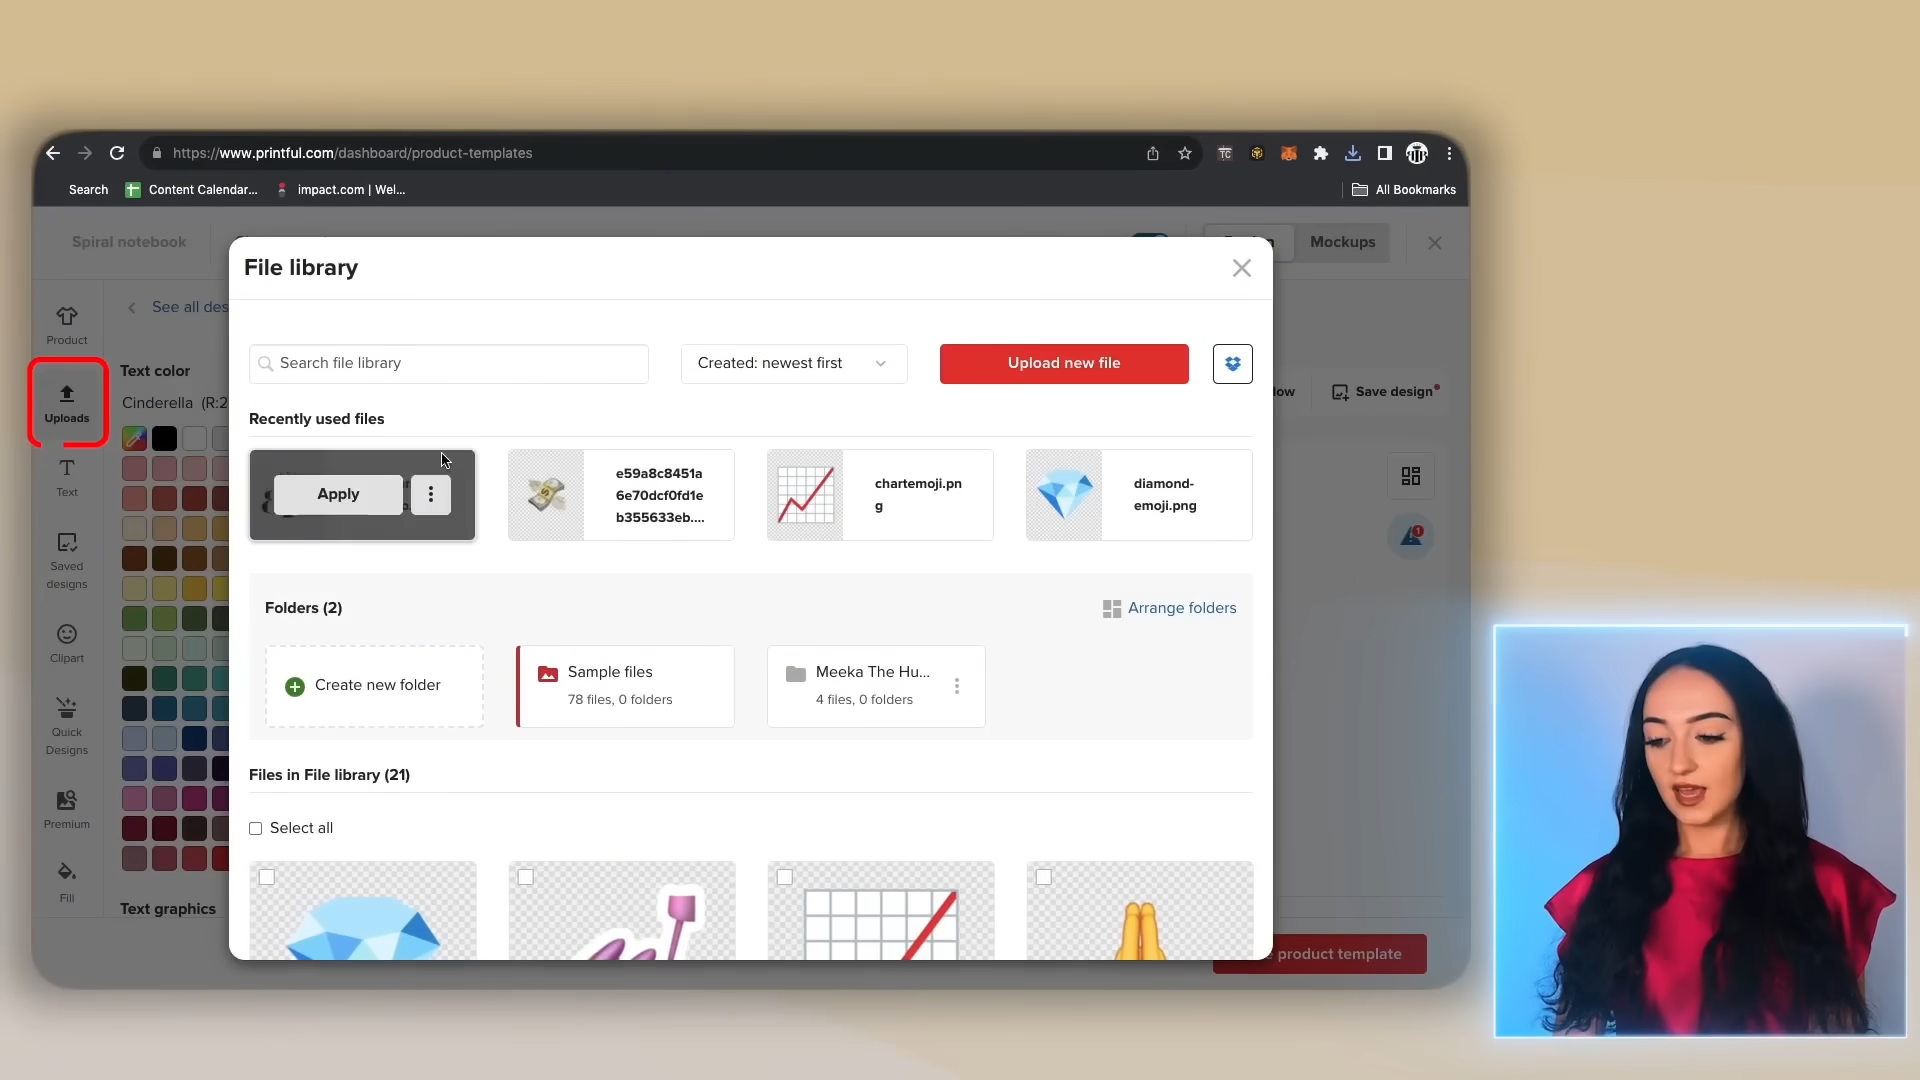 https://www.printful.com/dashboard/product-templates
TC
Search
Content Calendar...
impact.com | Wel...
All Bookmarks
Spiral notebook
Mockups
File library
See all des
Product
Search file library
Created: newest first
Upload new file
Text color
Save design
Cinderella (R:2
Uploads
Recently used files
Apply
e59a8c8451a
6e70dcf0fd1e
b355633eb....
chartemoji.pn
g
diamond-
emoji.png
Text
1
Saved
designs
Folders (2)
Arrange folders
Clipart
Create new folder
Sample files
78 files, 0 folders
Meeka The Hu...
4 files, 0 folders
Quick
Designs
Files in File library (21)
Premium
Select all
Fill
Text graphics
product template